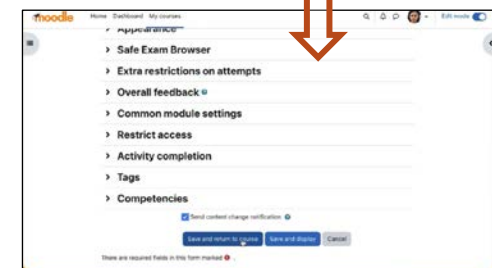 moodle Home Dashboard My courses Edit mode
Appearance
Safe Exam Browser
Extra restrictions on attempts
Overall feedback
Common module settings
Restrict access
Activity completion
Tags
Competencies
Send content change notification
Save and return to course Save and display Cancel
There are required fields in this form marked